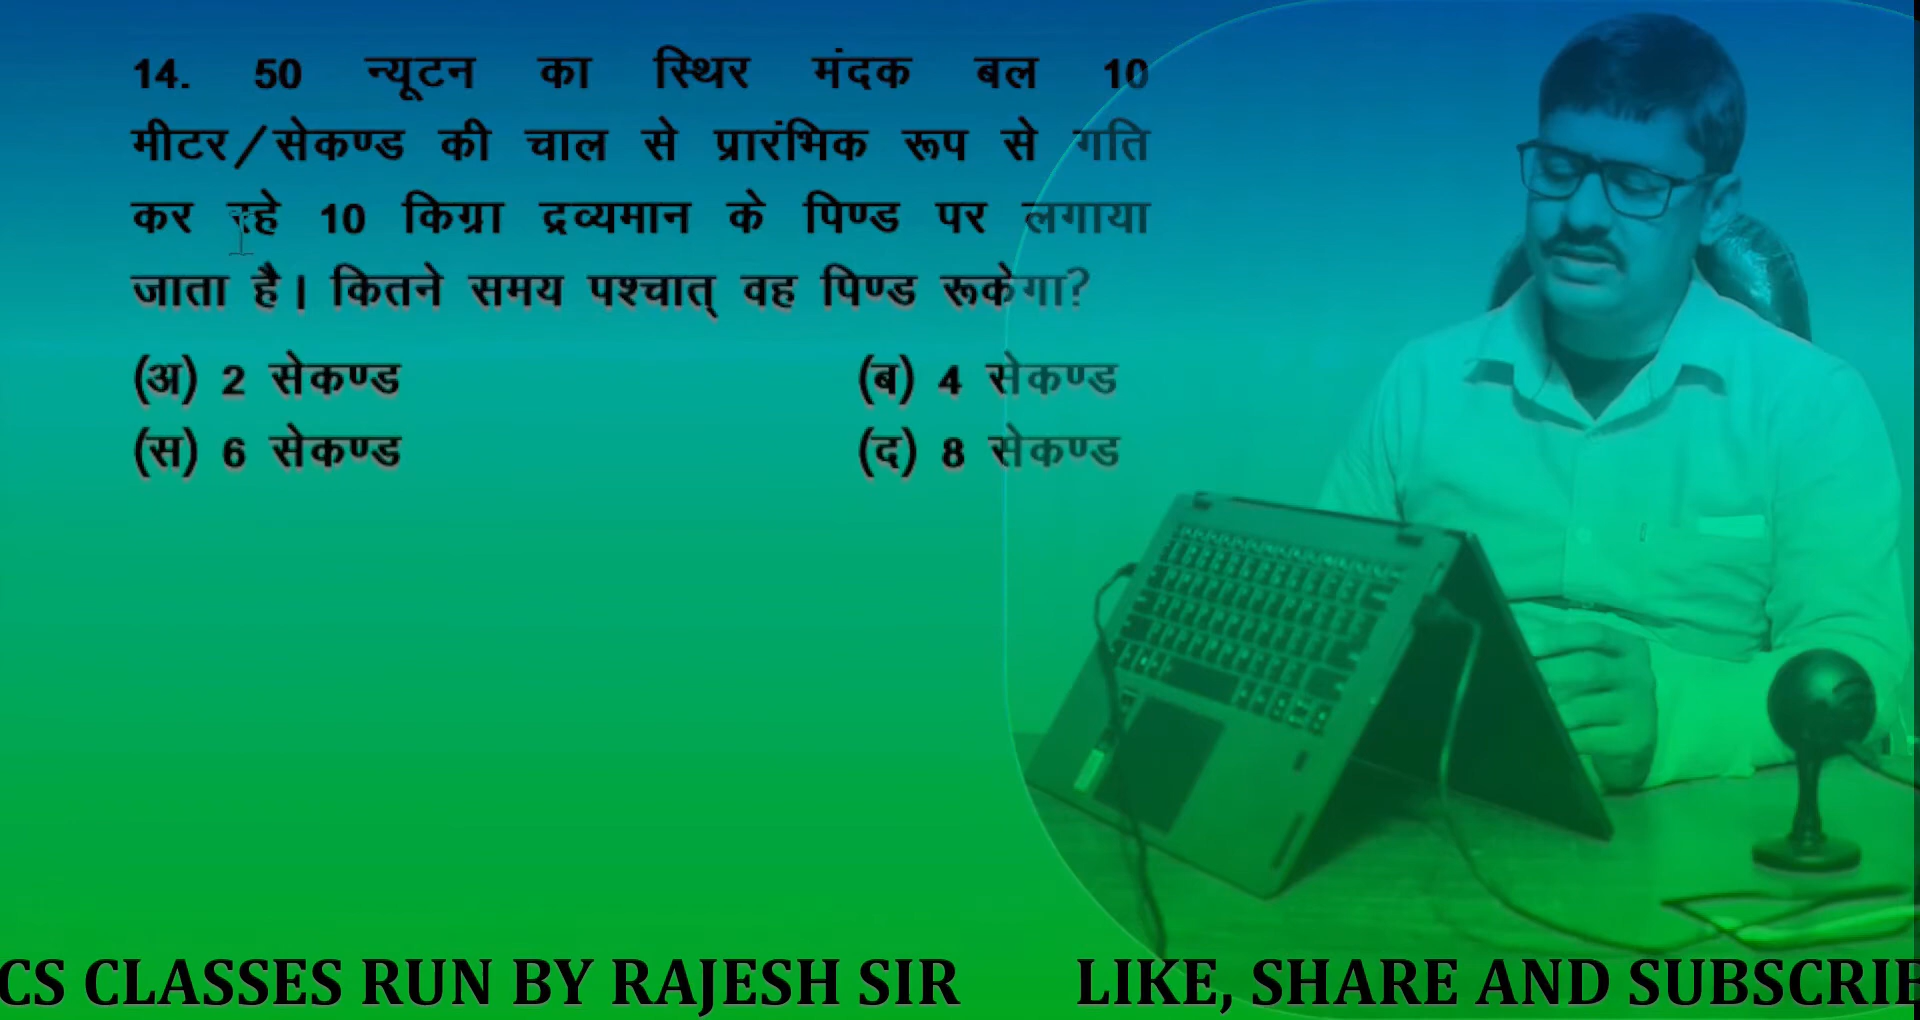 14. 50 न्यूटन का स्थिर मंदक बल 10
मीटर/सेकण्ड की चाल से प्रारंभिक रूप से गति
कर रहे 10 किग्रा द्रव्यमान के पिण्ड पर लगाया
जाता है। कितने समय पश्चात् वह पिण्ड रूकेगा?
(अ) 2 सेकण्ड (ब) 4 सेकण्ड
(स) 6 सेकण्ड (द) 8 सेकण्ड
CS CLASSES RUN BY RAJESH SIR LIKE, SHARE AND SUBSCRIB